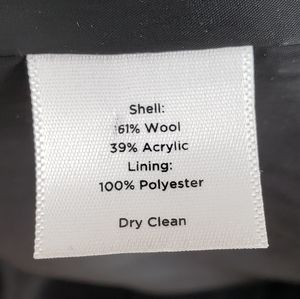 Shell:
61% Wool
39% Acrylic
Lining:
100% Polyester
Dry Clean